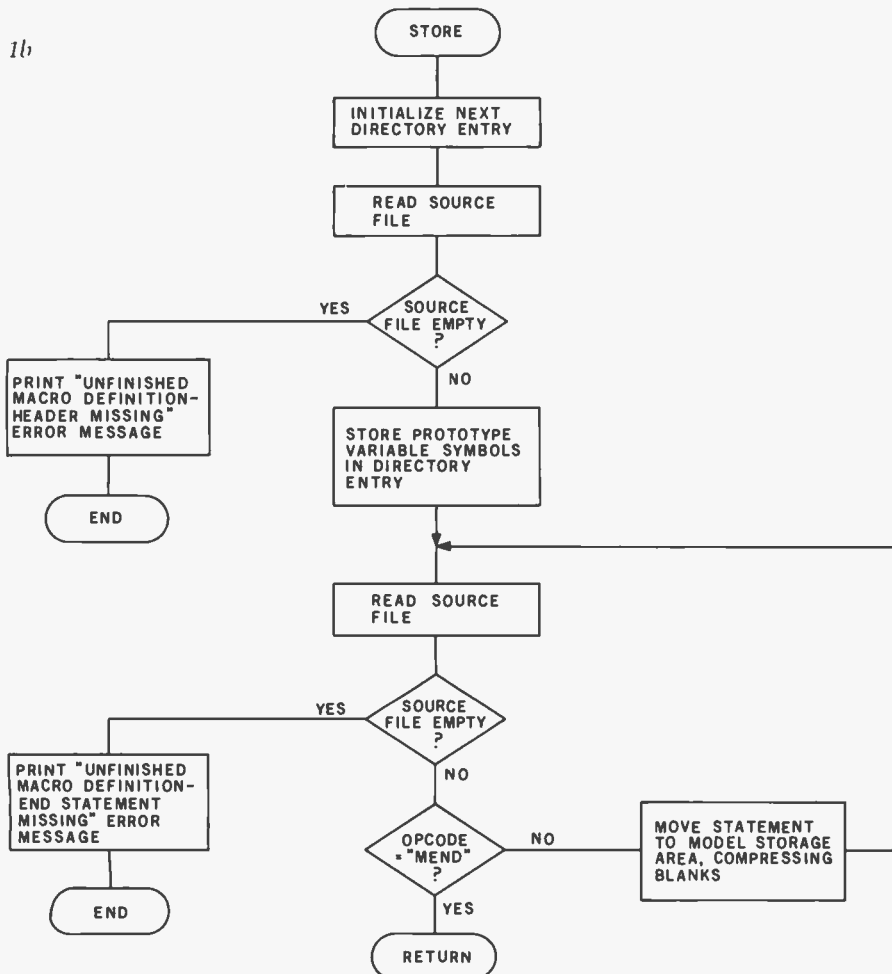 1b
STORE
INITIALIZE NEXT
DIRECTORY ENTRY
READ SOURCE
FILE
SOURCE
FILE EMPTY
?
YES
NO
PRINT "UNFINISHED
MACRO DEFINITION-
HEADER MISSING"
ERROR MESSAGE
END
STORE PROTOTYPE
VARIABLE SYMBOLS
IN DIRECTORY
ENTRY
READ SOURCE
FILE
SOURCE
FILE EMPTY
?
YES
NO
PRINT "UNFINISHED
MACRO DEFINITION-
END STATEMENT
MISSING" ERROR
MESSAGE
END
OPCODE
= "MEND"
?
NO
YES
MOVE STATEMENT
TO MODEL STORAGE
AREA, COMPRESSING
BLANKS
RETURN